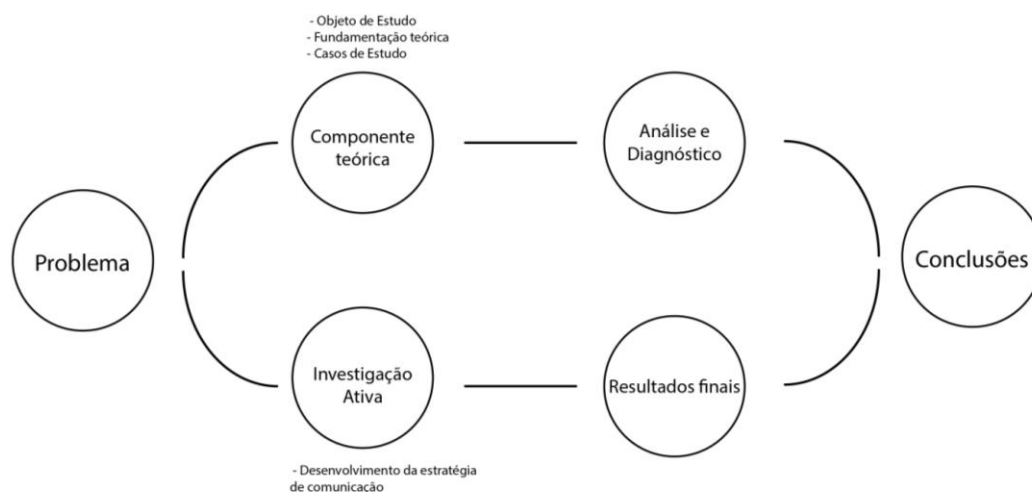 - Objeto de Estudo
- Fundamentação teórica
- Casos de Estudo
Componente
teórica
Análise e
Diagnóstico
Problema
Conclusões
Investigação
Ativa
Resultados finais
- Desenvolvimento da estratégia
de comunicação